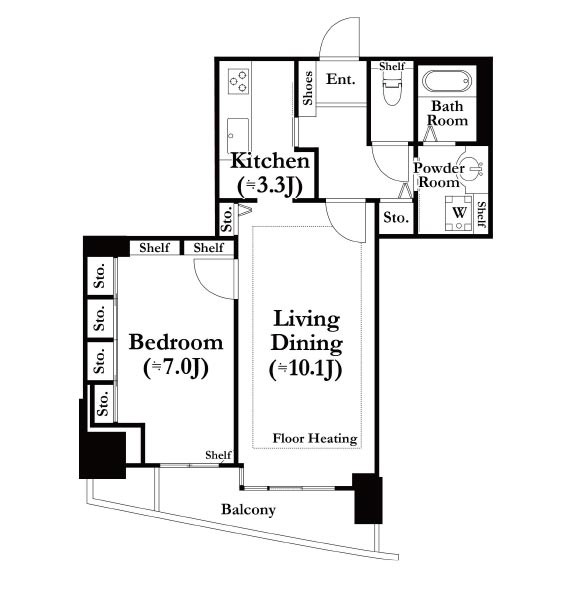 Shelf
Ent.
Shoes
Bath
Room
Kitchen
(≒3.3J)
Powder
Room
Sto.
Sto.
W
Shelf
Shelf
Shelf
Sto.
Sto.
Sto.
Sto.
Bedroom
(≒7.0J)
Living
Dining
(≒10.1J)
Floor Heating
Shelf
Balcony